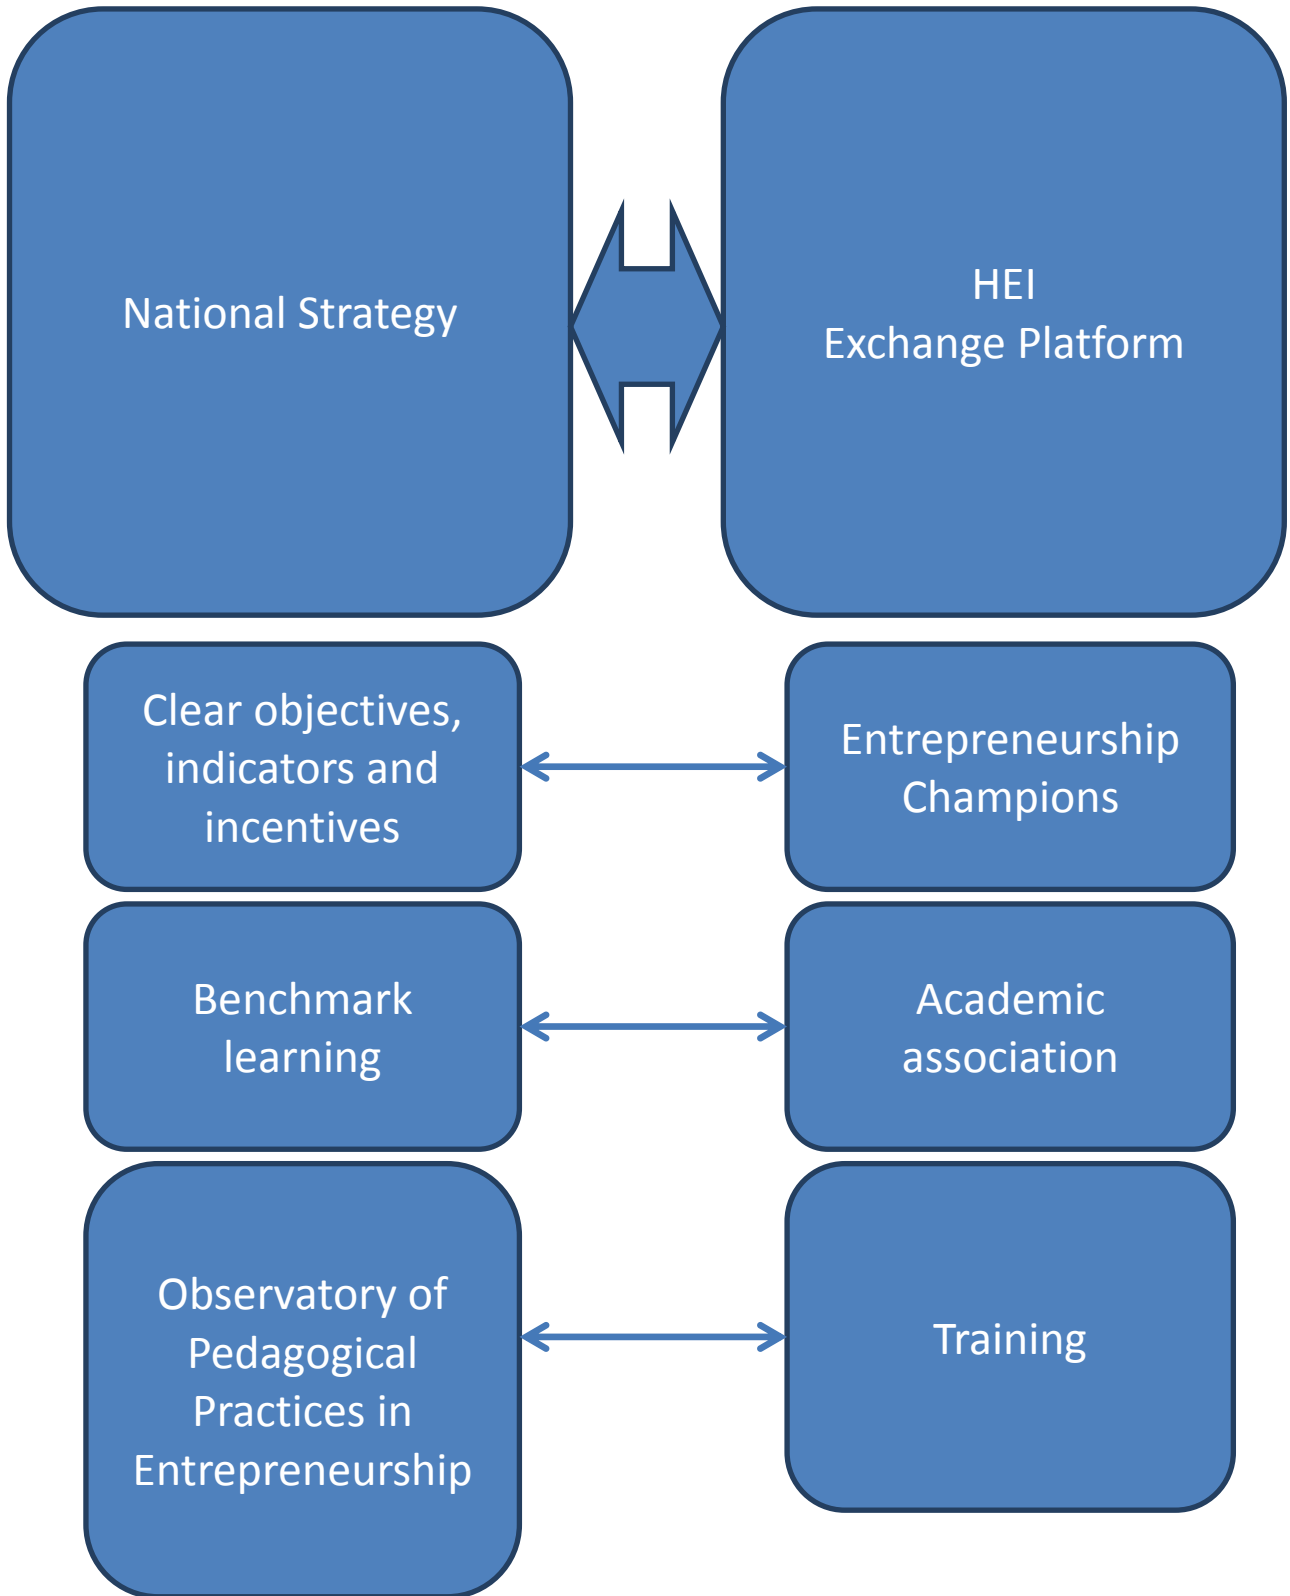 National Strategy
HEI
Exchange Platform
Clear objectives,
indicators and
incentives
Entrepreneurship
Champions
Benchmark
learning
Academic
association
Observatory of
Pedagogical
Practices in
Entrepreneurship
Training